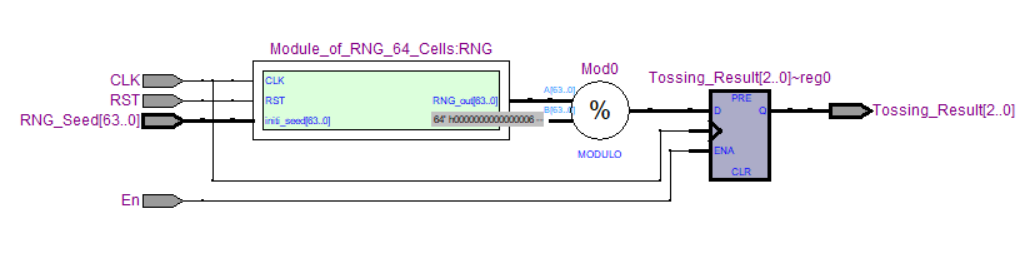 Module_of_RNG_64_Cells:RNG
Mod0
Tossing_Result[2..0]~reg0
CLK
RST
RNG_Seed[63..0]
En
CLK
RST
initi_seed[63..0]
RNG_out[63..0]
64' h0000000000000006 --
A[63..0]
B[63..0]
%
MODULO
PRE
D
Q
ENA
CLR
Tossing_Result[2..0]